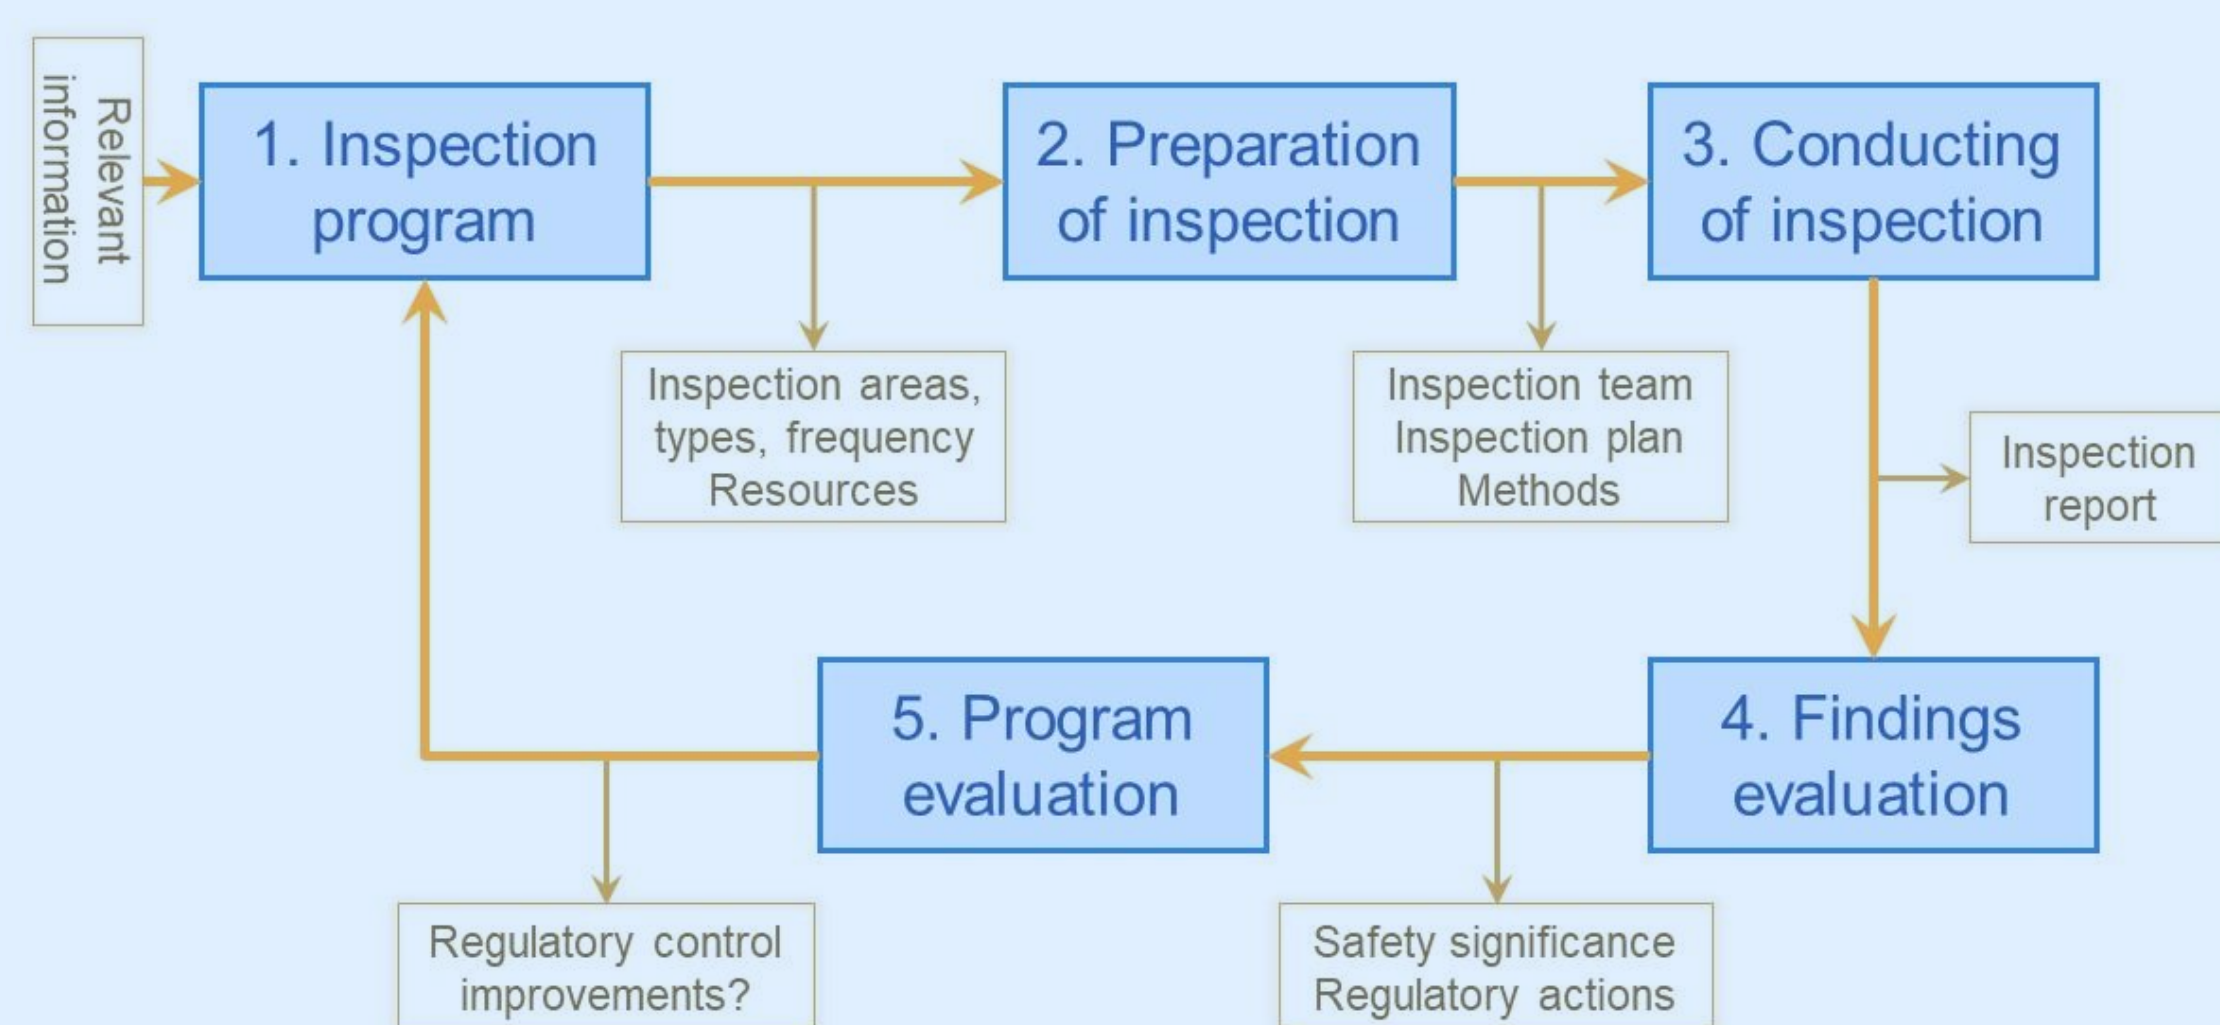 Relevant
information
1. Inspection
program
2. Preparation
of inspection
3. Conducting
of inspection
Inspection areas,
types, frequency
Resources
Inspection team
Inspection plan
Methods
Inspection
report
4. Findings
evaluation
5. Program
evaluation
Safety significance
Regulatory actions
Regulatory control
improvements?